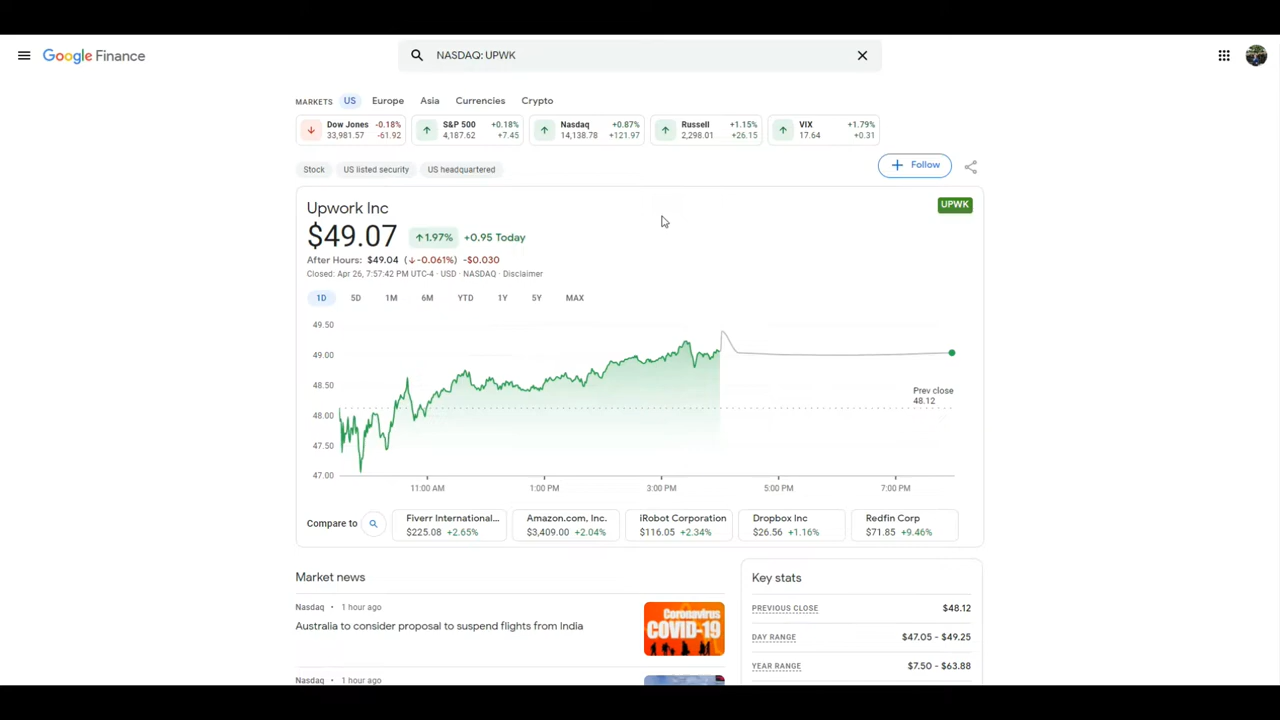 Google Finance
NASDAQ: UPWK
MARKETS US Europe Asia Currencies Crypto
Dow Jones -0.18%
33,981.57 -61.92
S&P 500 +0.18%
4,187.62 +7.45
Nasdaq +0.87%
14,138.78 +121.97
Russell +1.15%
2,298.01 +26.15
VIX +1.79%
17.64 +0.31
Stock US listed security US headquartered
Follow
Upwork Inc
UPWK
$49.07 1.97% +0.95 Today
After Hours: $49.04 (-0.061%) -$0.030
Closed: Apr 26, 7:57:42 PM UTC-4 · USD · NASDAQ · Disclaimer
1D 5D 1M 6M YTD 1Y 5Y MAX
49.50
49.00
48.50
48.00
47.50
47.00
Prev close
48.12
11:00 AM 1:00 PM 3:00 PM 5:00 PM 7:00 PM
Compare to
Fiverr International...
$225.08 +2.65%
Amazon.com, Inc.
$3,409.00 +2.04%
iRobot Corporation
$116.05 +2.34%
Dropbox Inc
$26.56 +1.16%
Redfin Corp
$71.85 +9.46%
Market news
Nasdaq • 1 hour ago
Australia to consider proposal to suspend flights from India
Coronavirus
COVID-19
Nasdaq • 1 hour ago
Key stats
PREVIOUS CLOSE $48.12
DAY RANGE $47.05 - $49.25
YEAR RANGE $7.50 - $63.88